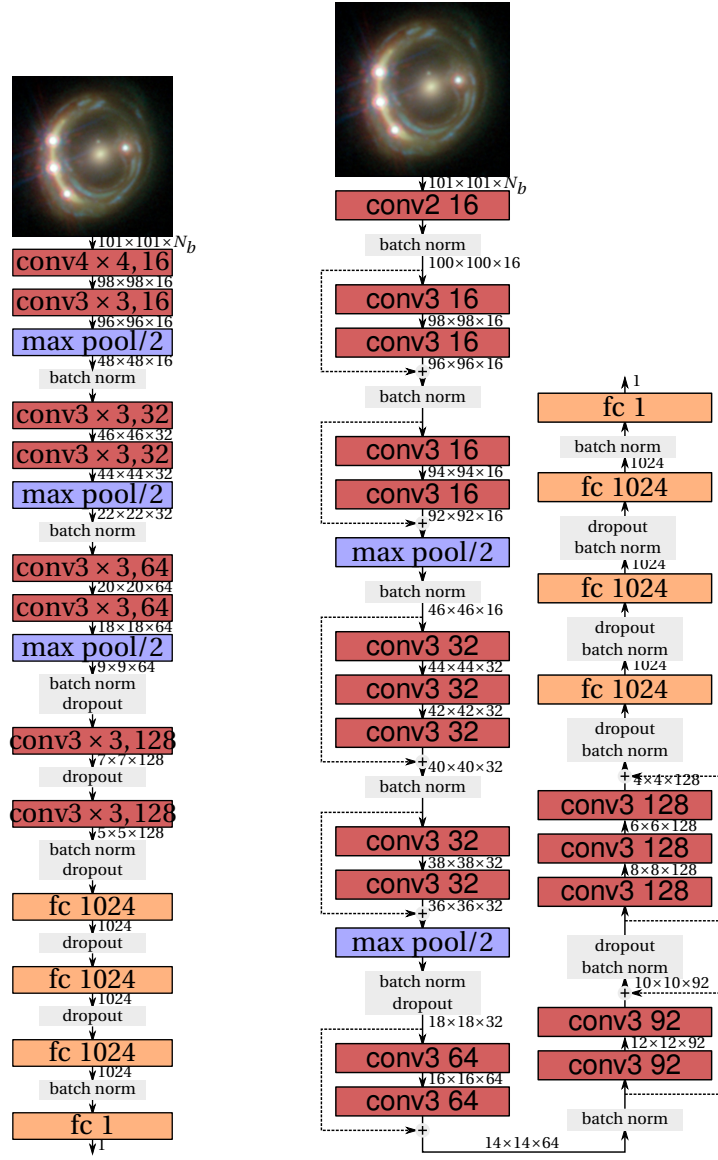 101×101×N_b
conv4 × 4, 16
98×98×16
conv3 × 3, 16
96×96×16
max pool/2
48×48×16
batch norm
conv3 × 3, 32
46×46×32
conv3 × 3, 32
44×44×32
max pool/2
22×22×32
batch norm
conv3 × 3, 64
20×20×64
conv3 × 3, 64
18×18×64
max pool/2
9×9×64
batch norm
dropout
conv3 × 3, 128
7×7×128
dropout
conv3 × 3, 128
5×5×128
batch norm
dropout
fc 1024
1024
dropout
fc 1024
1024
dropout
fc 1024
1024
batch norm
fc 1
1
101×101×N_b
conv2 16
batch norm
100×100×16
conv3 16
98×98×16
conv3 16
96×96×16
+
batch norm
conv3 16
94×94×16
conv3 16
92×92×16
+
max pool/2
batch norm
46×46×16
conv3 32
44×44×32
conv3 32
42×42×32
conv3 32
+
40×40×32
batch norm
conv3 32
38×38×32
conv3 32
36×36×32
+
max pool/2
batch norm
dropout
18×18×32
conv3 64
16×16×64
conv3 64
+
14×14×64
1
fc 1
batch norm
1024
fc 1024
dropout
batch norm
1024
fc 1024
dropout
batch norm
1024
fc 1024
dropout
batch norm
+
4×4×128
conv3 128
6×6×128
conv3 128
8×8×128
conv3 128
dropout
batch norm
10×10×92
+
conv3 92
12×12×92
conv3 92
batch norm